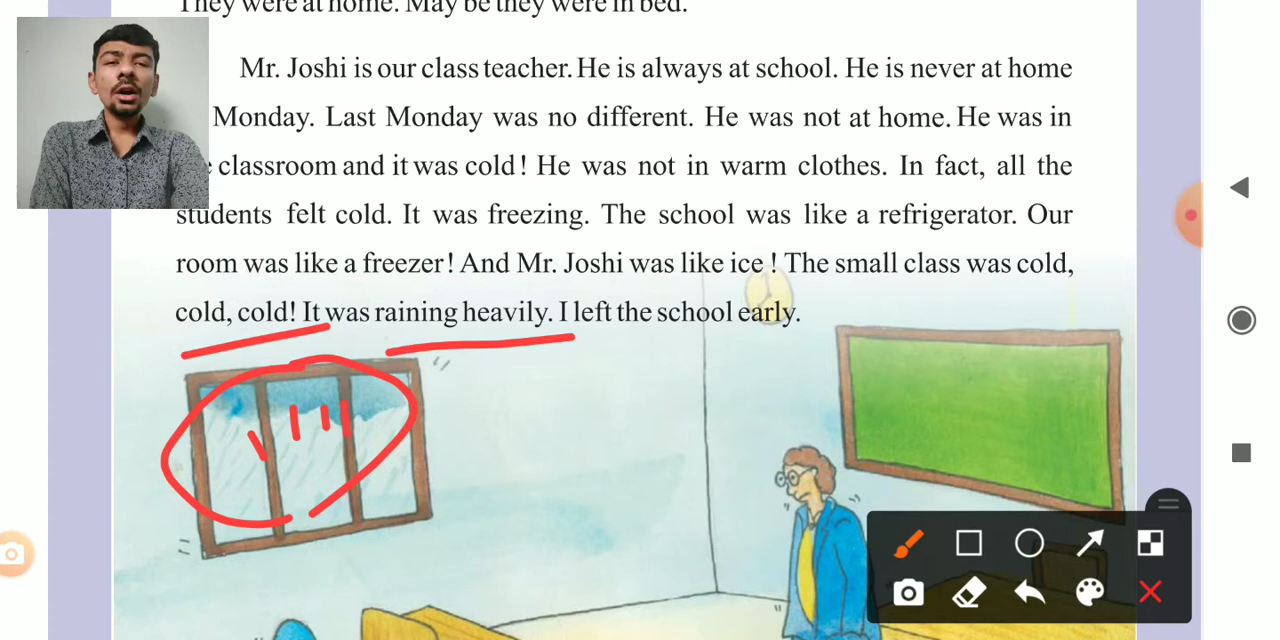 They were at home. May be they were in bed.
Mr. Joshi is our class teacher. He is always at school. He is never at home
Monday. Last Monday was no different. He was not at home. He was in
classroom and it was cold! He was not in warm clothes. In fact, all the
students felt cold. It was freezing. The school was like a refrigerator. Our
room was like a freezer! And Mr. Joshi was like ice ! The small class was cold,
cold, cold! It was raining heavily. I left the school early.